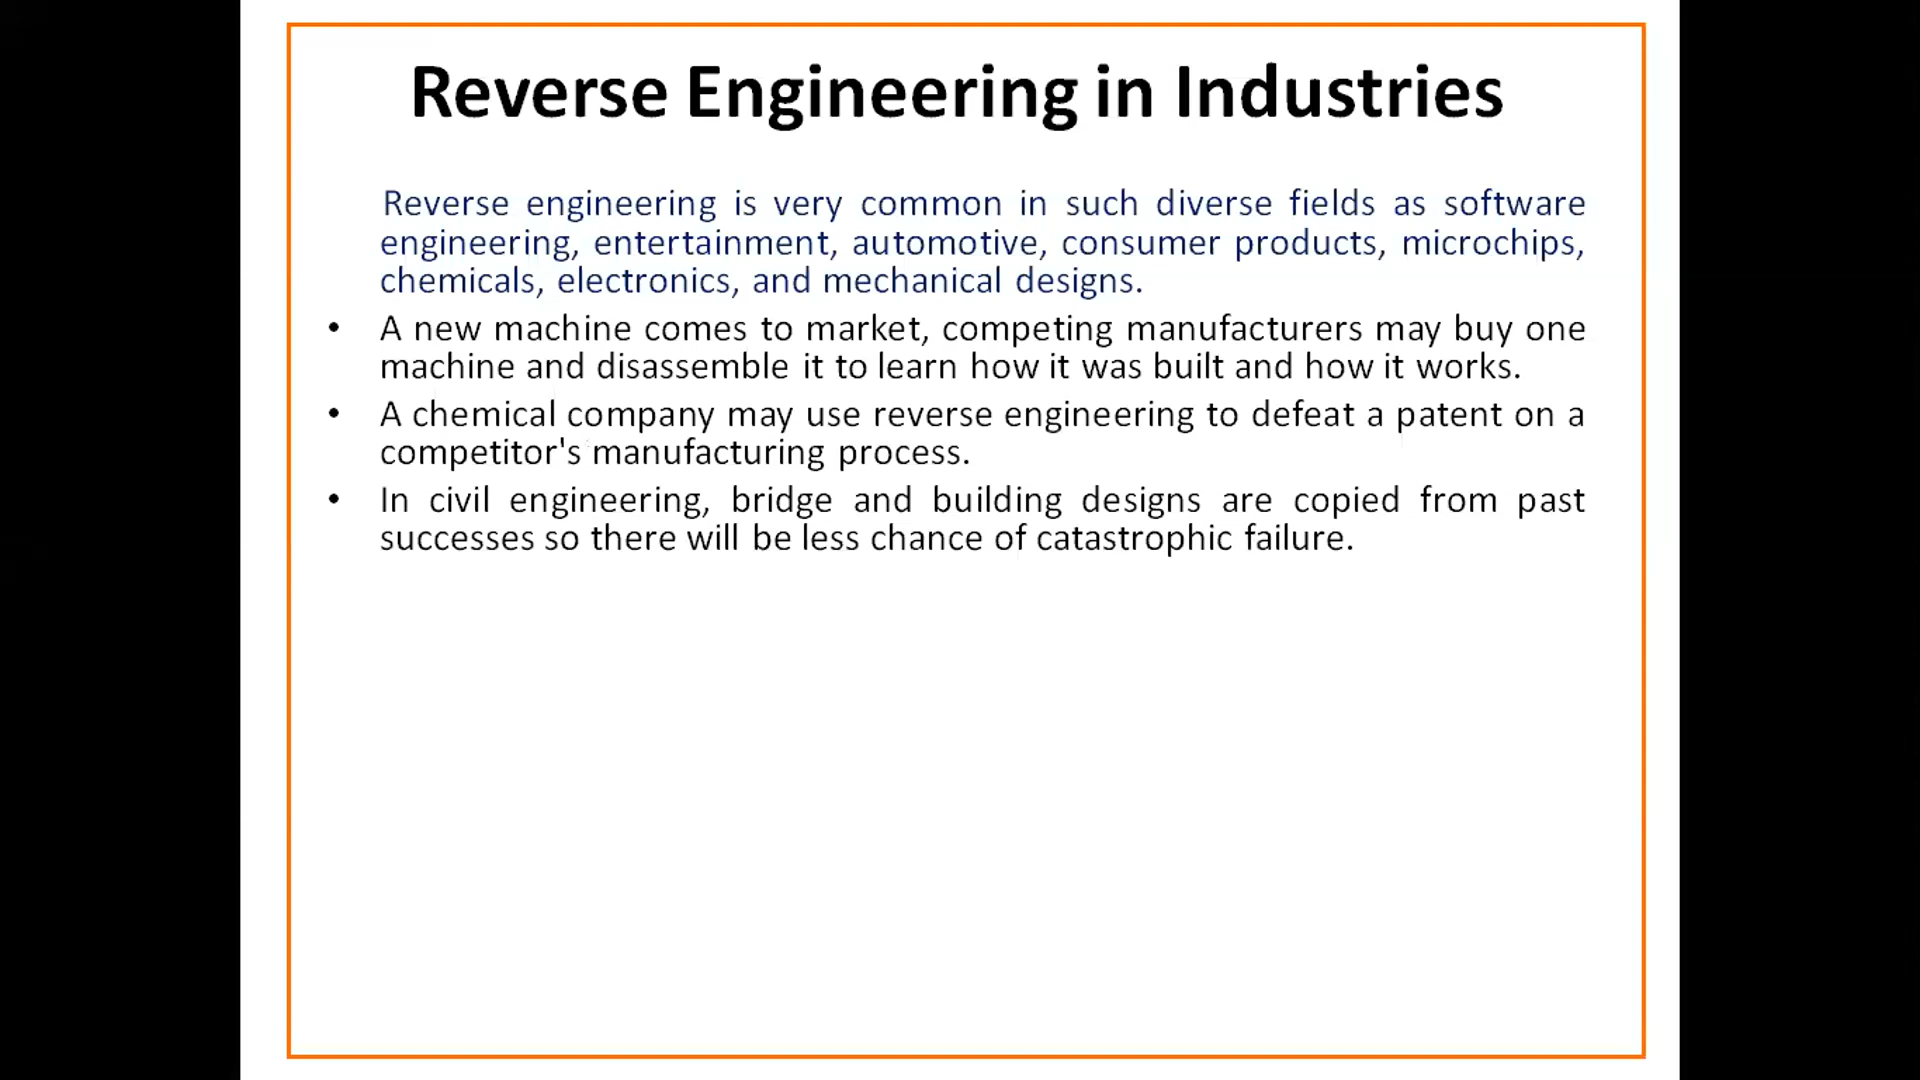 Reverse Engineering in Industries
Reverse engineering is very common in such diverse fields as software
engineering, entertainment, automotive, consumer products, microchips,
chemicals, electronics, and mechanical designs.
• A new machine comes to market, competing manufacturers may buy one
machine and disassemble it to learn how it was built and how it works.
• A chemical company may use reverse engineering to defeat a patent on a
competitor's manufacturing process.
• In civil engineering, bridge and building designs are copied from past
successes so there will be less chance of catastrophic failure.